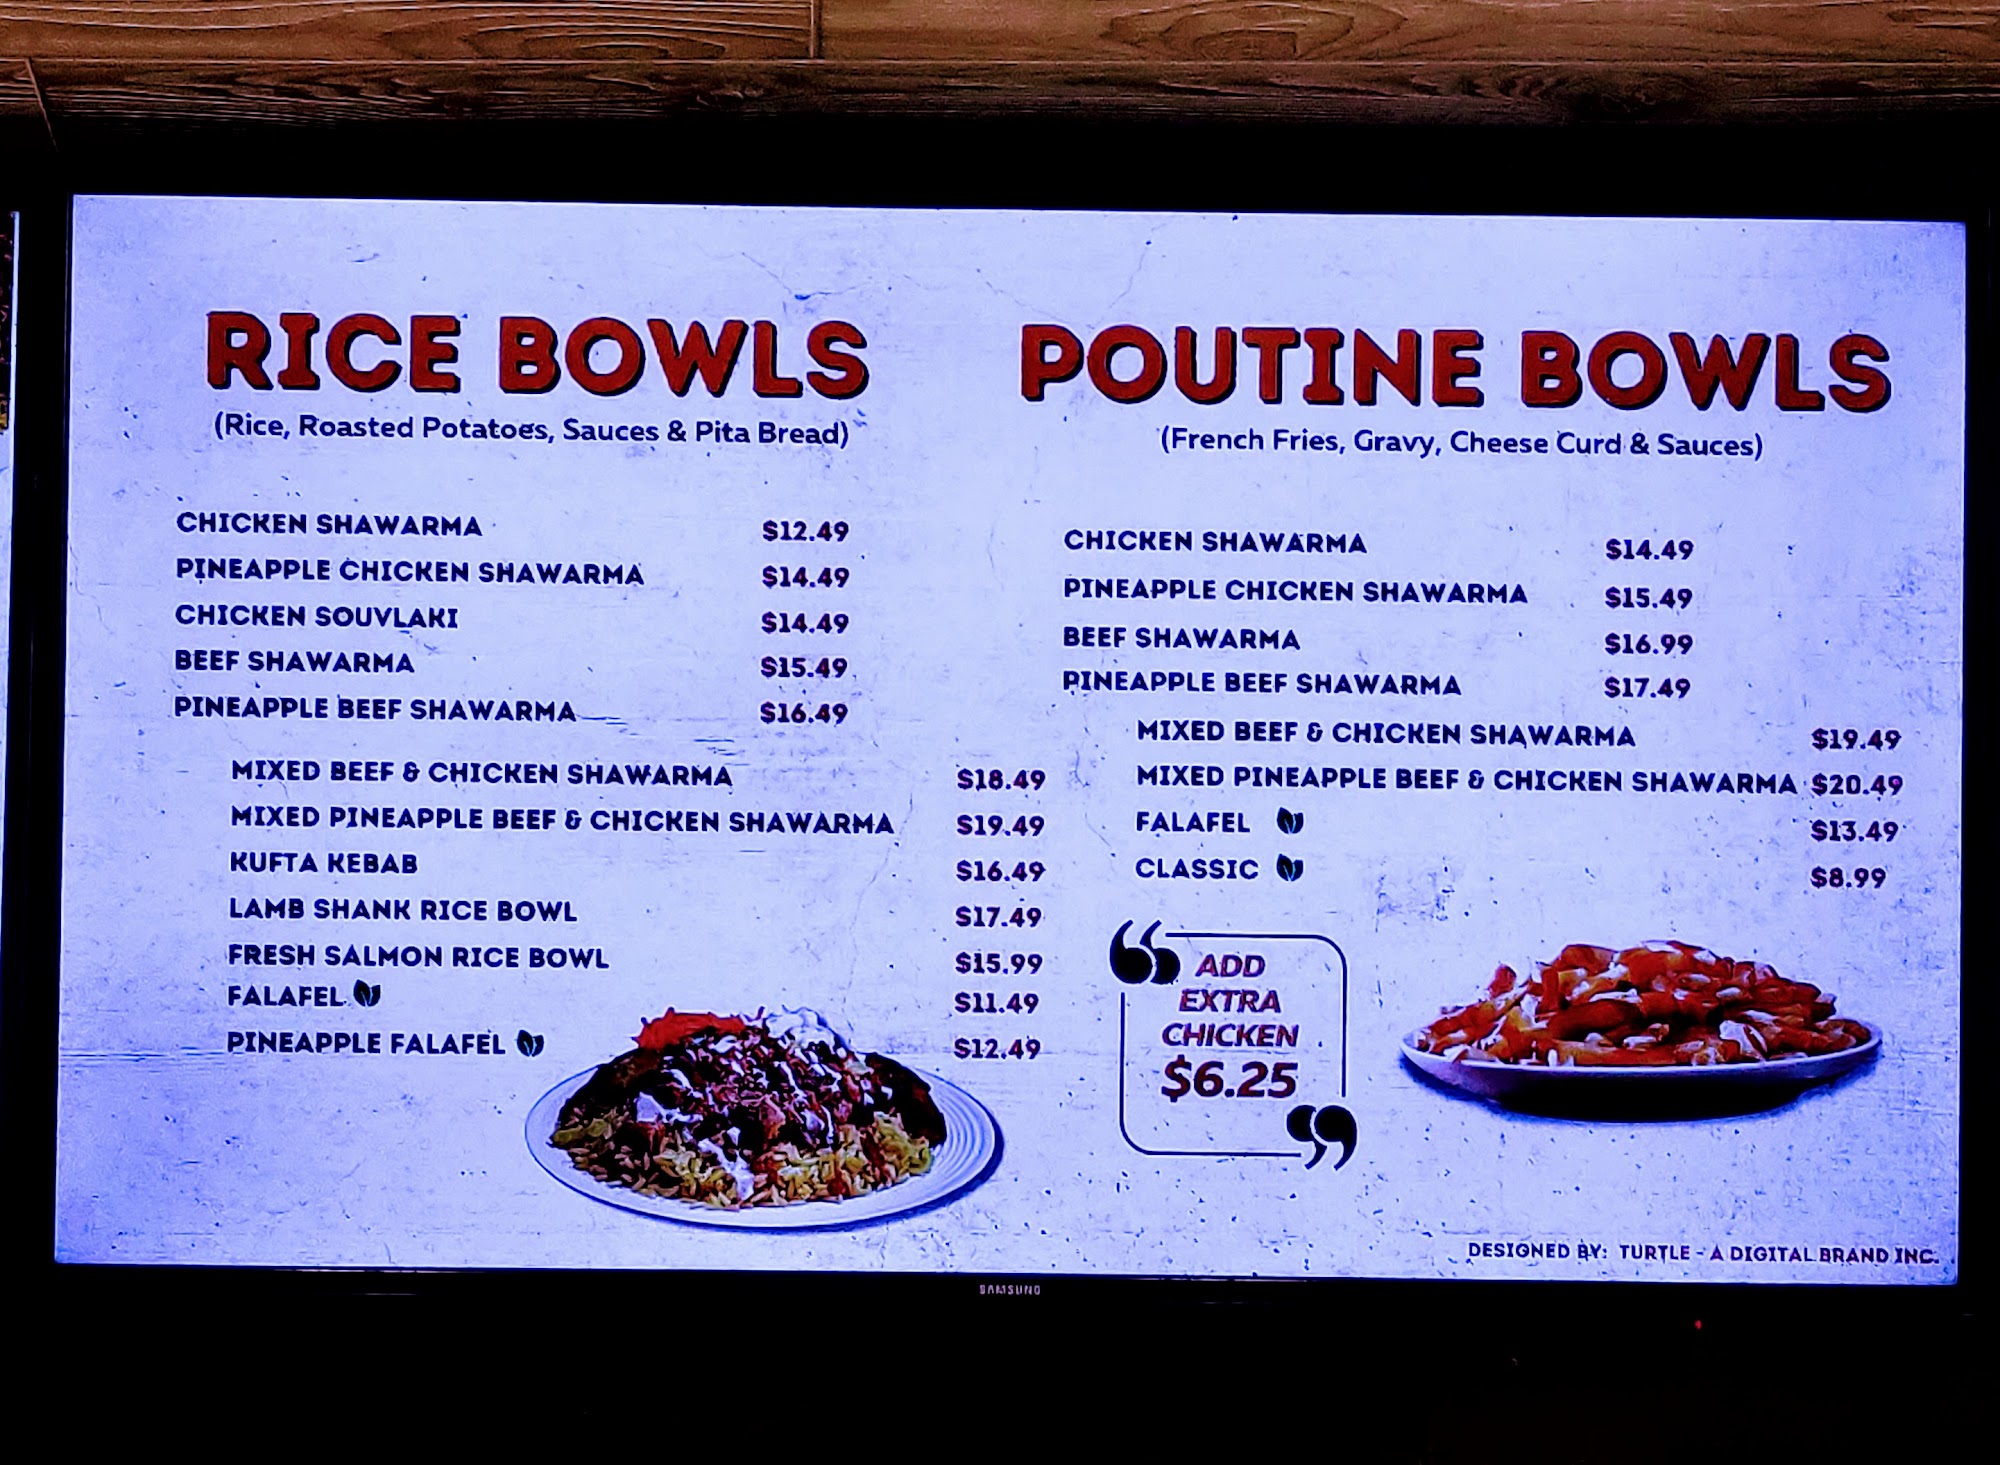 RICE BOWLS
(Rice, Roasted Potatoes, Sauces & Pita Bread)
CHICKEN SHAWARMA $12.49
PINEAPPLE CHICKEN SHAWARMA $14.49
CHICKEN SOUVLAKI $14.49
BEEF SHAWARMA $15.49
PINEAPPLE BEEF SHAWARMA $16.49
MIXED BEEF & CHICKEN SHAWARMA $18.49
MIXED PINEAPPLE BEEF & CHICKEN SHAWARMA $19.49
KUFTA KEBAB $16.49
LAMB SHANK RICE BOWL $17.49
FRESH SALMON RICE BOWL $15.99
FALAFEL $11.49
PINEAPPLE FALAFEL $12.49
POUTINE BOWLS
(French Fries, Gravy, Cheese Curd & Sauces)
CHICKEN SHAWARMA $14.49
PINEAPPLE CHICKEN SHAWARMA $15.49
BEEF SHAWARMA $16.99
PINEAPPLE BEEF SHAWARMA $17.49
MIXED BEEF & CHICKEN SHAWARMA $19.49
MIXED PINEAPPLE BEEF & CHICKEN SHAWARMA $20.49
FALAFEL $13.49
CLASSIC $8.99
❝ADD
EXTRA
CHICKEN
$6.25❞
DESIGNED BY: TURTLE - A DIGITAL BRAND INC.
SAMSUNG